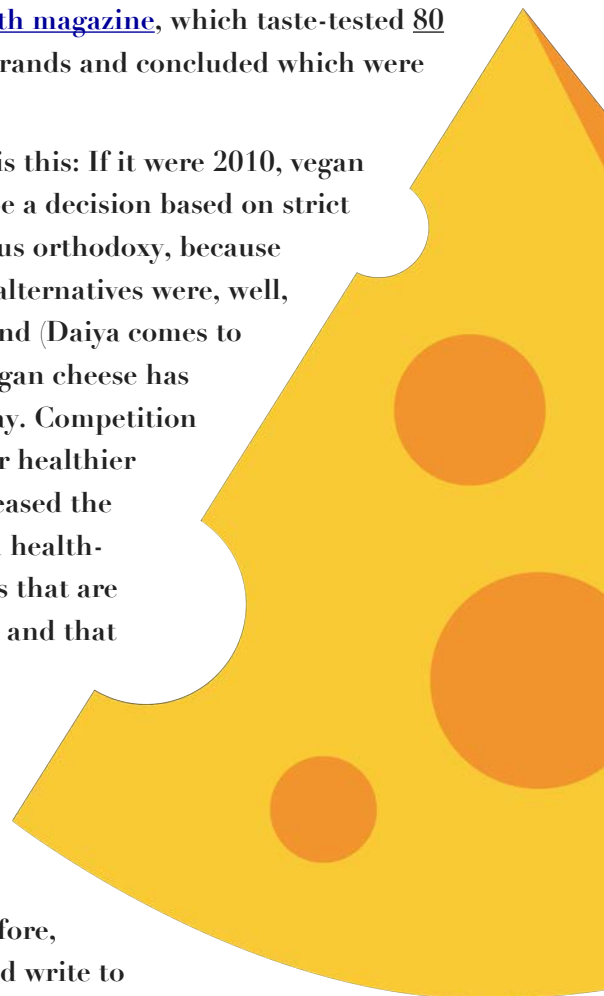 th magazine, which taste-tested 80
rands and concluded which were
is this: If it were 2010, vegan
e a decision based on strict
us orthodoxy, because
alternatives were, well,
nd (Daiya comes to
gan cheese has
ay. Competition
r healthier
eased the
health-
s that are
and that
fore,
d write to